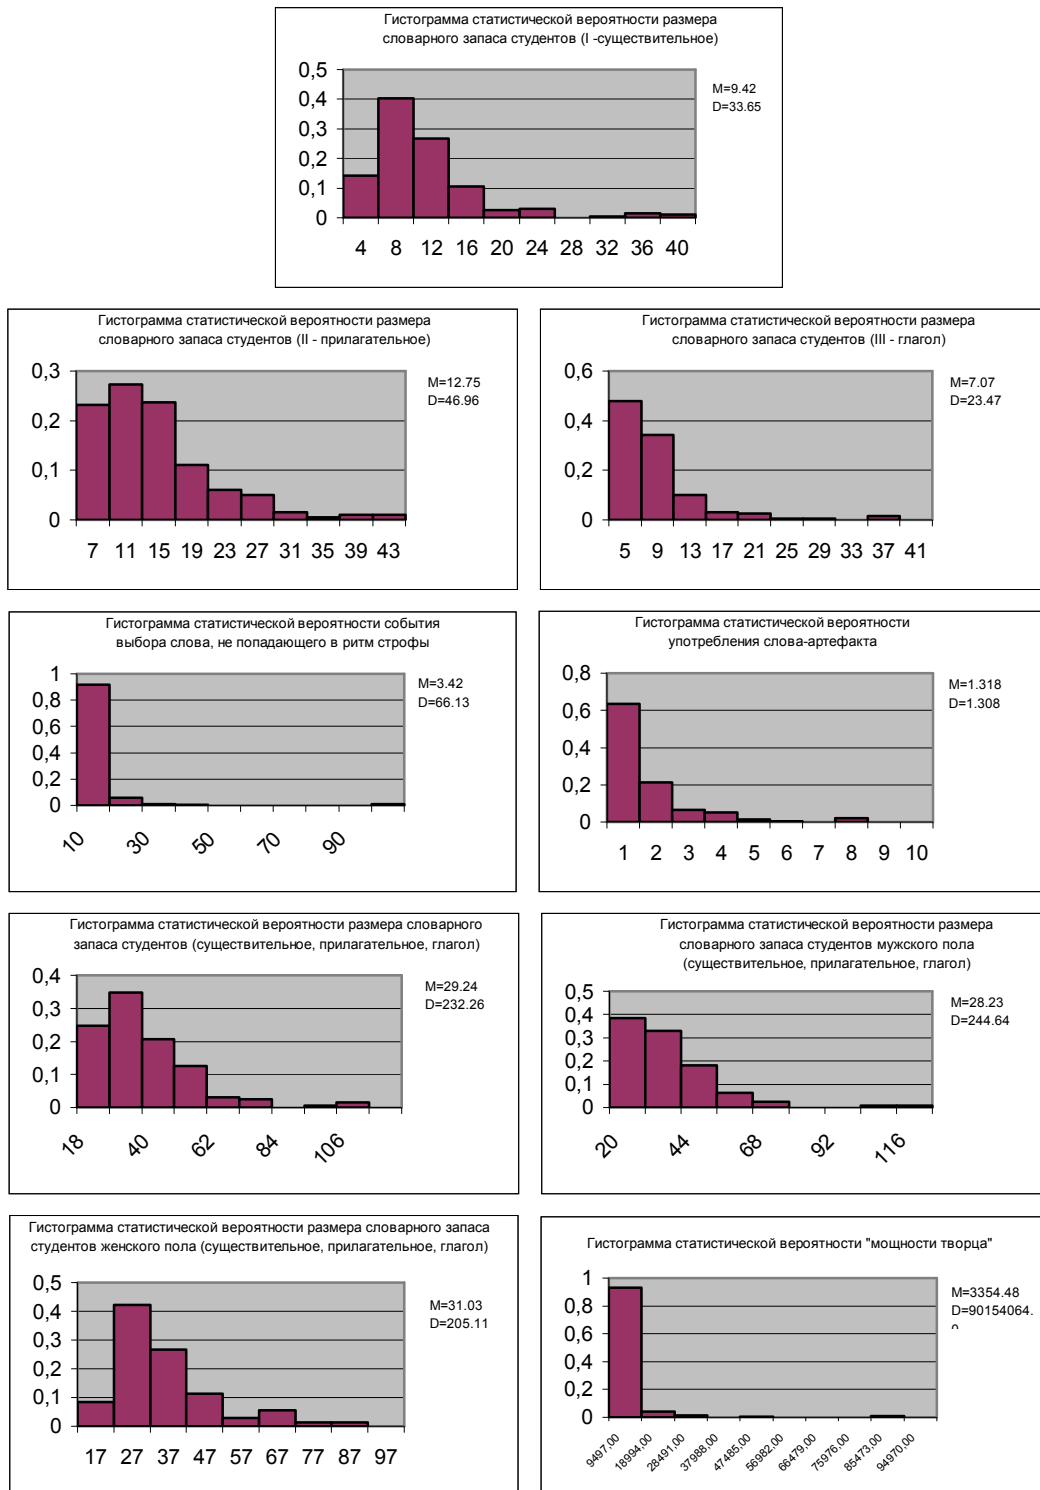 Гистограмма статистической вероятности размера
словарного запаса студентов (I -существительное)
0,5
0,4
0,3
0,2
0,1
0
4 8 12 16 20 24 28 32 36 40
M=9.42
D=33.65
Гистограмма статистической вероятности размера
словарного запаса студентов (II - прилагательное)
0,3
0,2
0,1
0
7 11 15 19 23 27 31 35 39 43
M=12.75
D=46.96
Гистограмма статистической вероятности размера
словарного запаса студентов (III - глагол)
0,6
0,4
0,2
0
5 9 13 17 21 25 29 33 37 41
M=7.07
D=23.47
Гистограмма статистической вероятности события
выбора слова, не попадающего в ритм строфы
1
0,8
0,6
0,4
0,2
0
10 30 50 70 90
M=3.42
D=66.13
Гистограмма статистической вероятности
употребления слова-артефакта
0,8
0,6
0,4
0,2
0
1 2 3 4 5 6 7 8 9 10
M=1.318
D=1.308
Гистограмма статистической вероятности размера словарного
запаса студентов (существительное, прилагательное, глагол)
0,4
0,3
0,2
0,1
0
18 40 62 84 106
M=29.24
D=232.26
Гистограмма статистической вероятности размера
словарного запаса студентов мужского пола
(существительное, прилагательное, глагол)
0,5
0,4
0,3
0,2
0,1
0
20 44 68 92 116
M=28.23
D=244.64
Гистограмма статистической вероятности размера словарного запаса
студентов женского пола (существительное, прилагательное, глагол)
0,5
0,4
0,3
0,2
0,1
0
17 27 37 47 57 67 77 87 97
M=31.03
D=205.11
Гистограмма статистической вероятности "мощности творца"
1
0,8
0,6
0,4
0,2
0
9497,00 18994,00 28491,00 37988,00 47485,00 56982,00 66479,00 75976,00 85473,00 94970,00
M=3354.48
D=90154064.